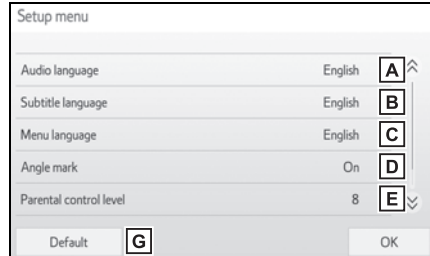 Setup menu
Audio language English A
Subtitle language English B
Menu language English C
Angle mark On D
Parental control level 8 E
Default G OK